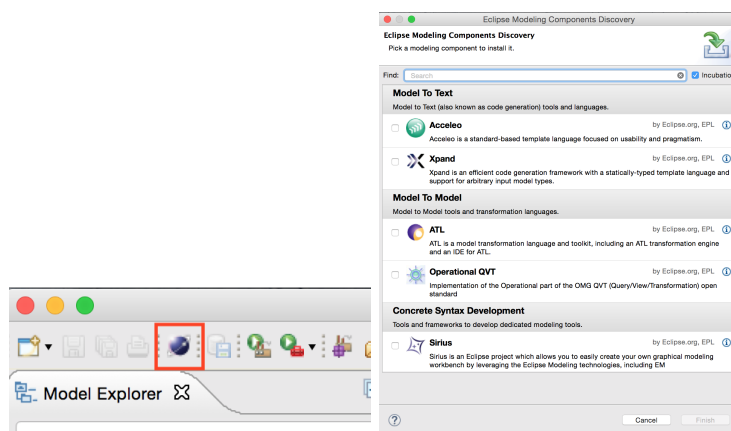 Model Explorer
Eclipse Modeling Components Discovery
Eclipse Modeling Components Discovery
Pick a modeling component to install it.
Find: Search Incubatio
Model To Text
Model to Text (also known as code generation) tools and languages.
Acceleo by Eclipse.org, EPL
Acceleo is a standard-based template language focused on usability and pragmatism.
Xpand by Eclipse.org, EPL
Xpand is an efficient code generation framework with a statically-typed template language and
support for arbitrary input model types.
Model To Model
Model to Model tools and transformation languages.
ATL by Eclipse.org, EPL
ATL is a model transformation language and toolkit, including an ATL transformation engine
and an IDE for ATL.
Operational QVT by Eclipse.org, EPL
Implementation of the Operational part of the OMG QVT (Query/View/Transformation) open
standard
Concrete Syntax Development
Tools and frameworks to develop dedicated modeling tools.
Sirius by Eclipse.org, EPL
Sirius is an Eclipse project which allows you to easily create your own graphical modeling
workbench by leveraging the Eclipse Modeling technologies, including EM
? Cancel Finish